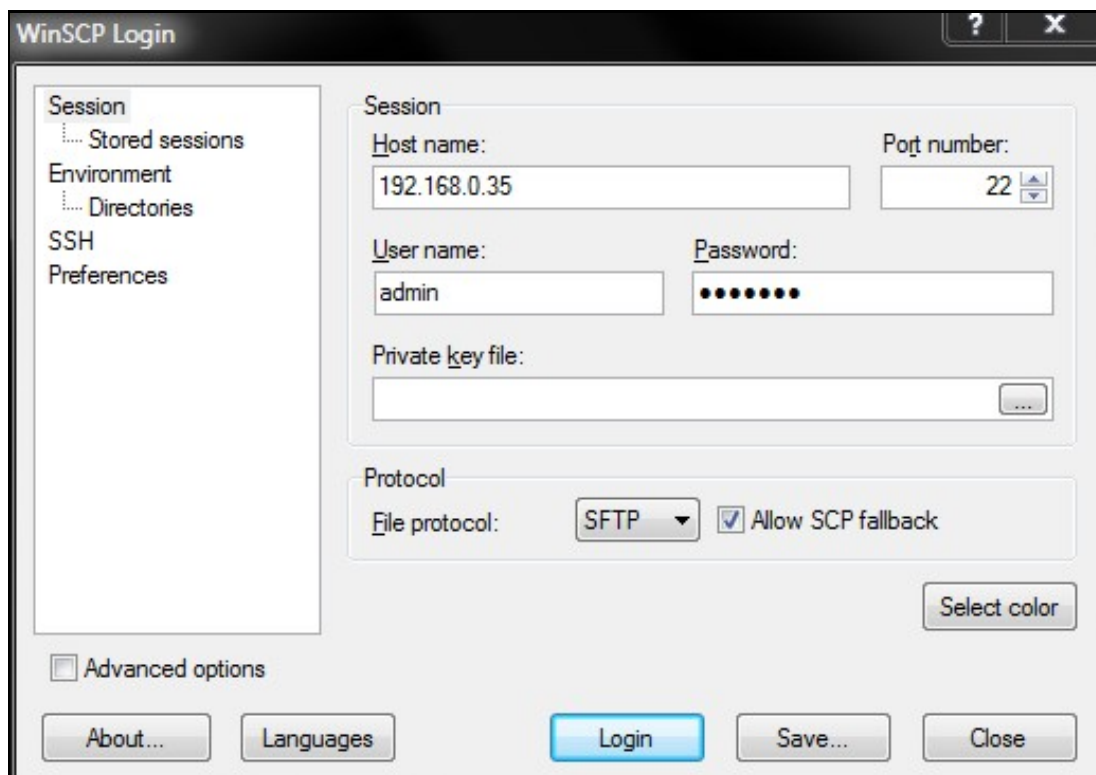 WinSCP Login
? X
Session
Stored sessions
Environment
Directories
SSH
Preferences
Session
Host name:
Port number:
192.168.0.35
22
User name:
Password:
admin
●●●●●●●
Private key file:
...
Protocol
File protocol:
SFTP
Allow SCP fallback
Select color
Advanced options
About...
Languages
Login
Save...
Close